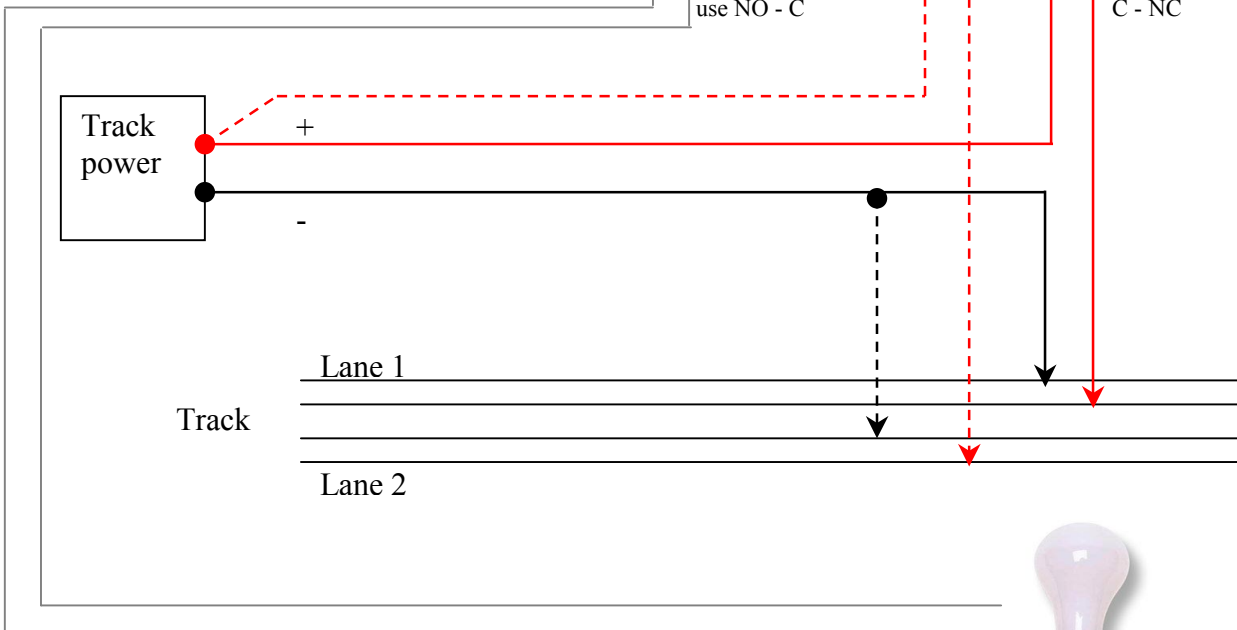 use NO - C
C - NC
Track
power
+
-
Lane 1
Track
Lane 2